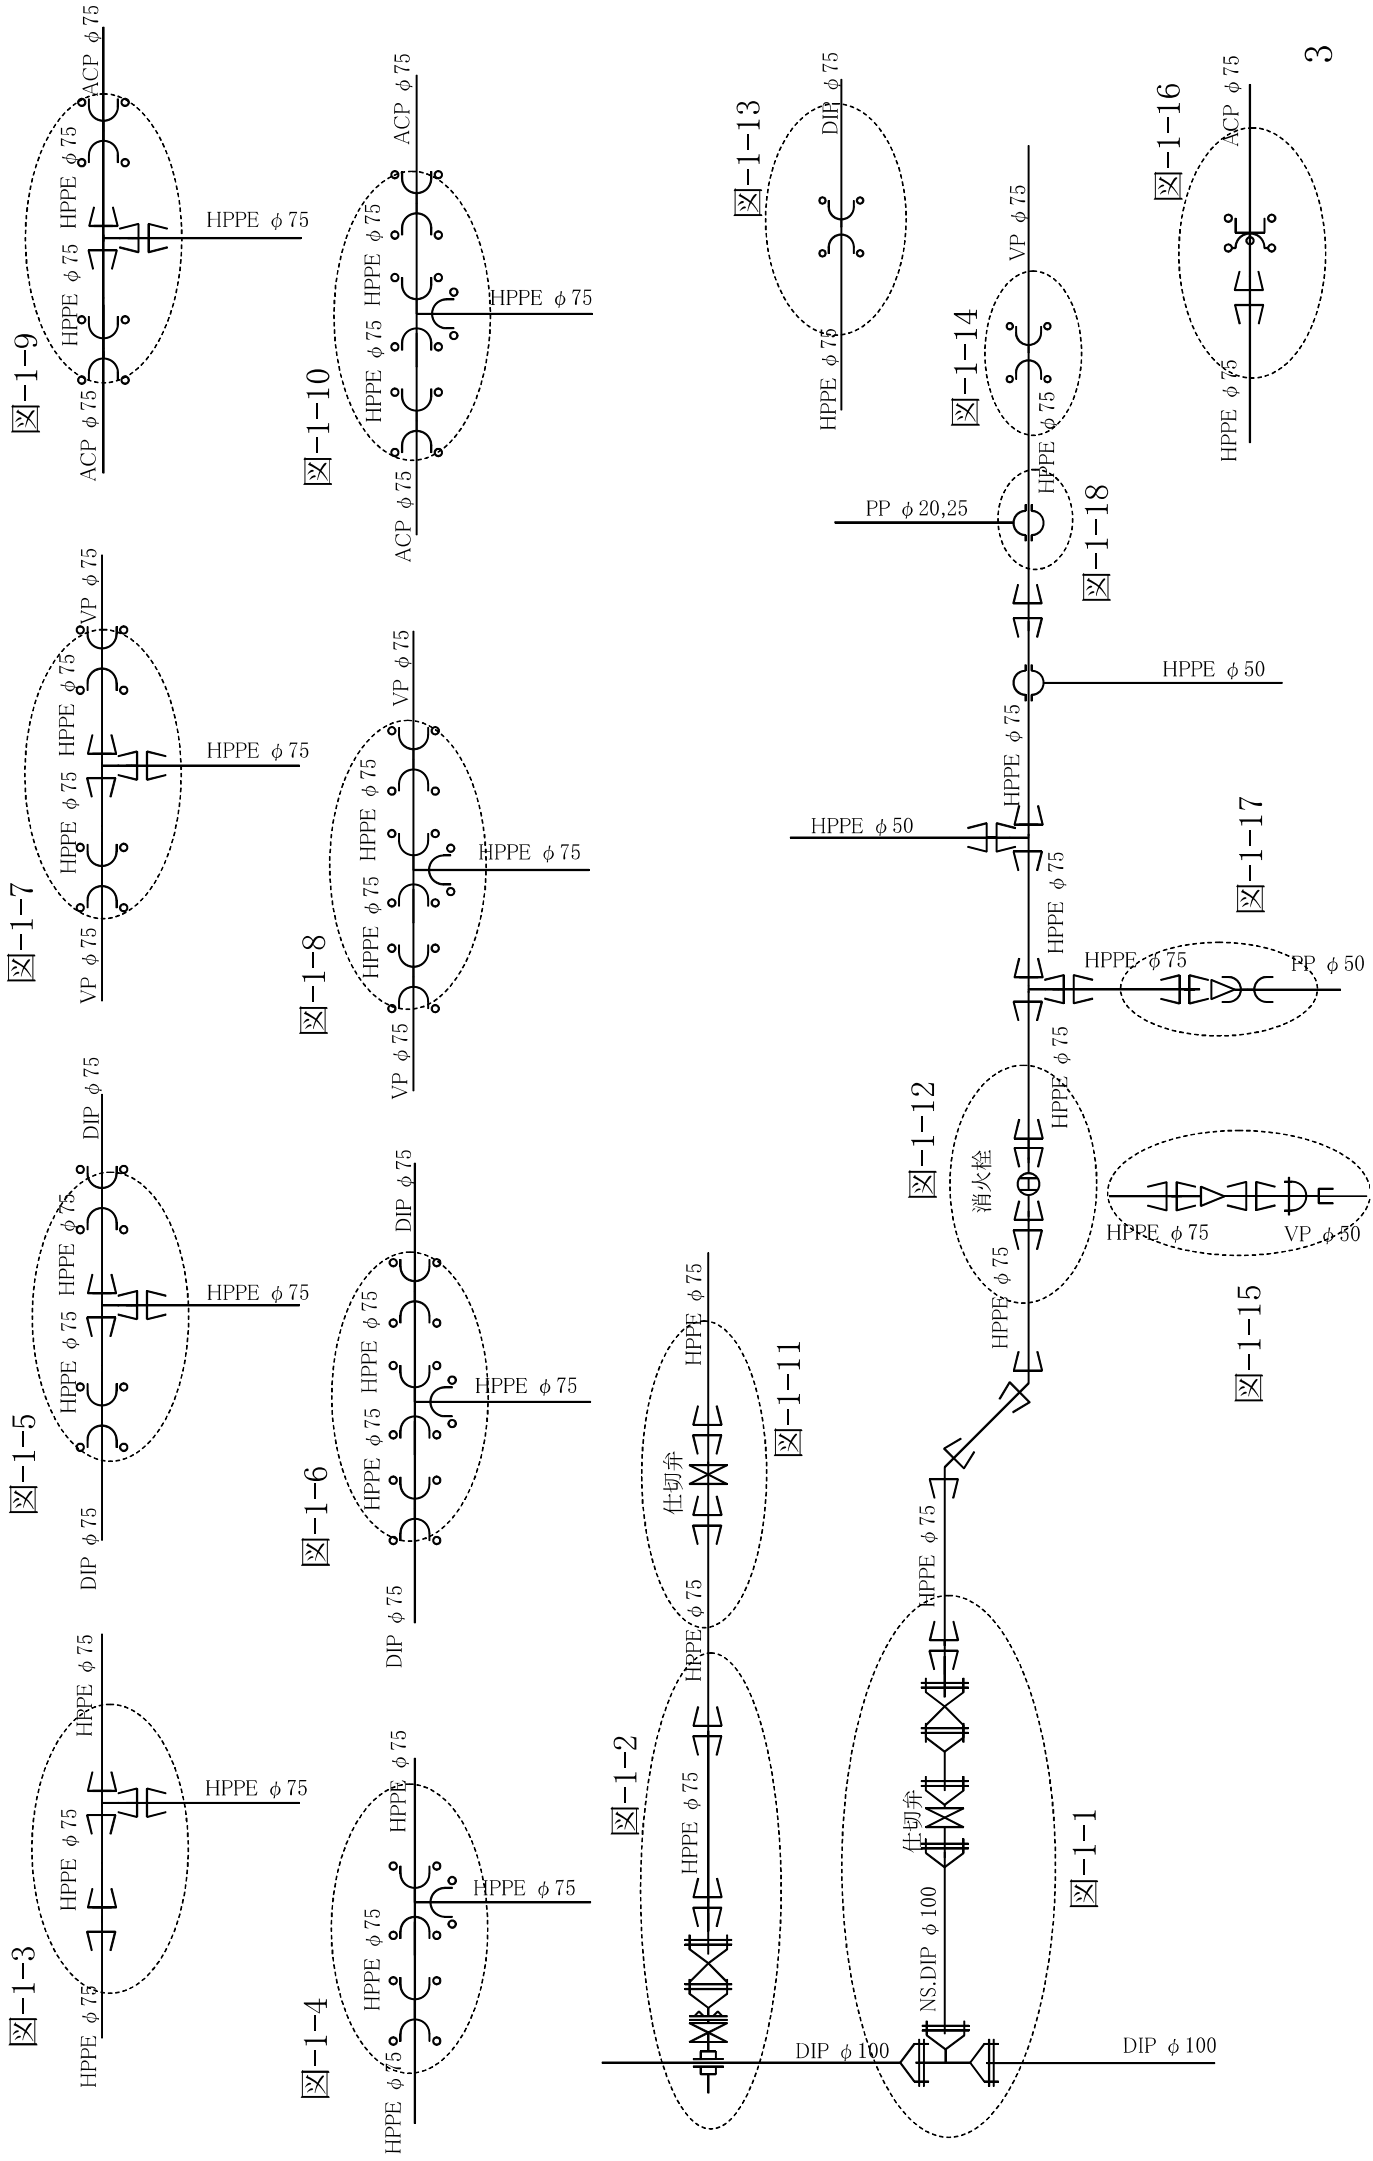 図-1-9
ACP φ75
HPPE φ75
HPPE φ75
ACP φ75
HPPE φ75
図-1-10
ACP φ75
HPPE φ75
HPPE φ75
ACP φ75
HPPE φ75
図-1-7
VP φ75
HPPE φ75
HPPE φ75
VP φ75
HPPE φ75
図-1-8
VP φ75
HPPE φ75
HPPE φ75
VP φ75
HPPE φ75
図-1-5
DIP φ75
HPPE φ75
HPPE φ75
DIP φ75
HPPE φ75
図-1-6
DIP φ75
HPPE φ75
HPPE φ75
DIP φ75
HPPE φ75
図-1-3
HPPE φ75
HPPE φ75
HPPE φ75
HPPE φ75
図-1-4
HPPE φ75
HPPE φ75
HPPE φ75
HPPE φ75
図-1-13
HPPE φ75
DIP φ75
図-1-16
HPPE φ75
ACP φ75
3
図-1-14
HPPE φ75
VP φ75
図-1-18
PP φ20,25
HPPE φ50
HPPE φ75
HPPE φ50
HPPE φ75
図-1-17
HPPE φ75
PP φ50
HPPE φ75
図-1-12
消火栓
HPPE φ75
図-1-15
HPPE φ75
VP φ50
図-1-11
HPPE φ75
仕切弁
HPPE φ75
図-1-2
HPPE φ75
図-1-1
HPPE φ75
仕切弁
NS.DIP φ100
DIP φ100
DIP φ100